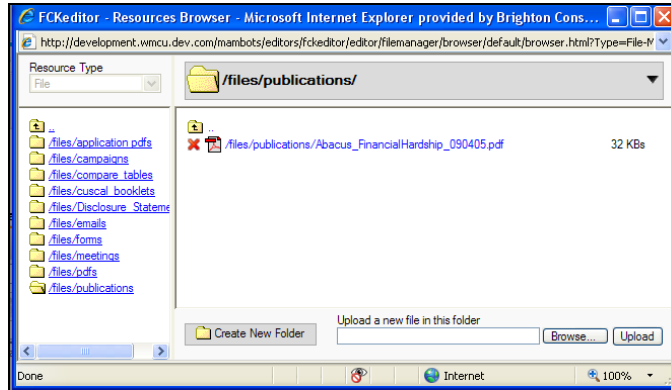 FCKeditor - Resources Browser - Microsoft Internet Explorer provided by Brighton Cons...
http://development.wmcu.dev.com/mambots/editors/fckeditor/editor/filemanager/browser/default/browser.html?Type=File-M
Resource Type
File
/files/publications/
..
/files/application pdfs
/files/campaigns
/files/compare_tables
/files/cuscal_booklets
/files/Disclosure_Stateme
/files/emails
/files/forms
/files/meetings
/files/pdfs
/files/publications
..
/files/publications/Abacus_FinancialHardship_090405.pdf 32 KBs
Create New Folder
Upload a new file in this folder
Browse... Upload
Done Internet 100%